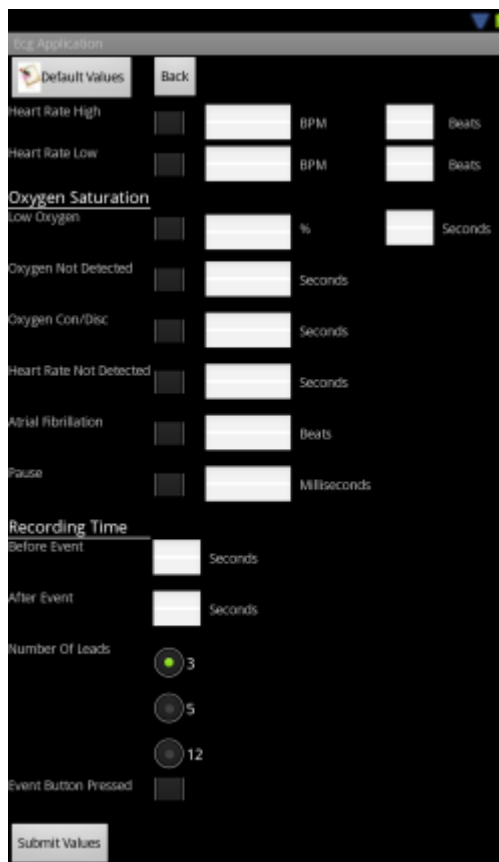 Ecg Application
Default Values Back
Heart Rate High BPM Beats
Heart Rate Low BPM Beats
Oxygen Saturation
Low Oxygen % Seconds
Oxygen Not Detected Seconds
Oxygen Con/Disc Seconds
Heart Rate Not Detected Seconds
Atrial Fibrillation Beats
Pause Milliseconds
Recording Time
Before Event Seconds
After Event Seconds
Number Of Leads 3
5
12
Event Button Pressed
Submit Values